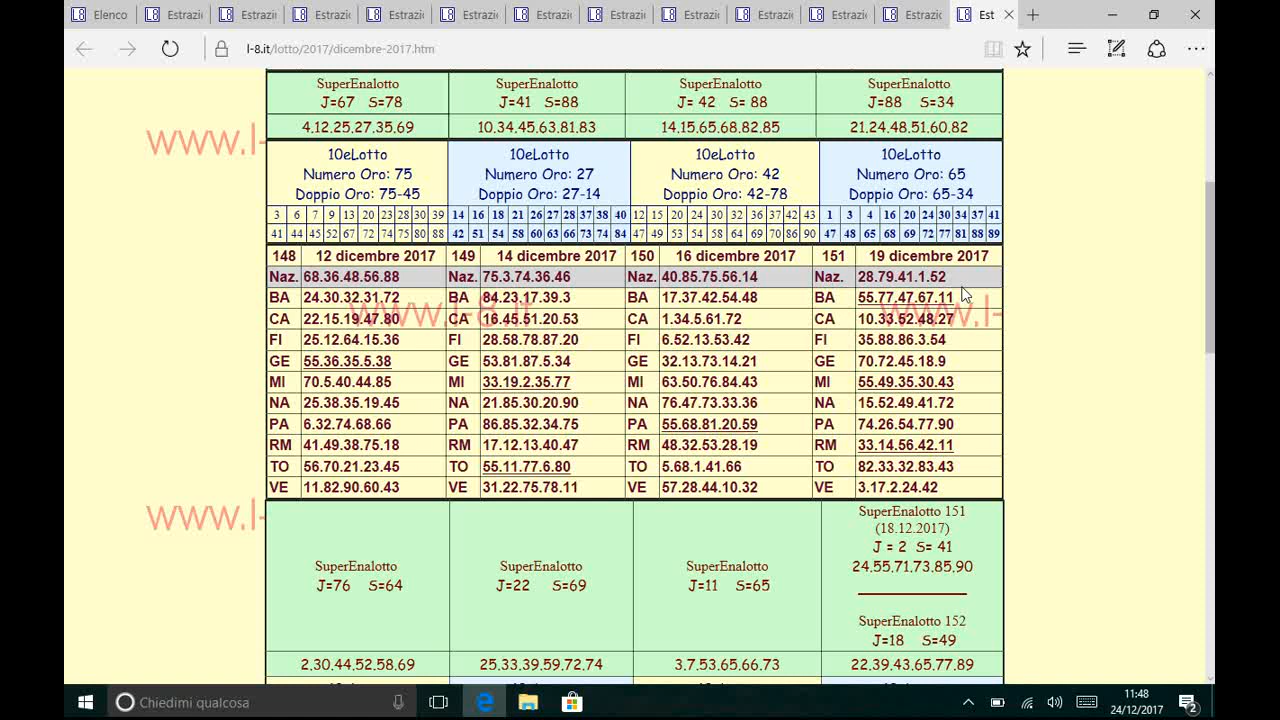 Elenco Estrazi Estrazi Estrazi Estrazi Estrazi Estrazi Estrazi Estrazi Estrazi Estrazi Estrazi Est
l-8.it/lotto/2017/dicembre-2017.htm
SuperEnalotto SuperEnalotto SuperEnalotto SuperEnalotto
J=67 S=78 J=41 S=88 J= 42 S= 88 J=88 S=34
4.12.25.27.35.69 10.34.45.63.81.83 14.15.65.68.82.85 21.24.48.51.60.82
10eLotto 10eLotto 10eLotto 10eLotto
Numero Oro: 75 Numero Oro: 27 Numero Oro: 42 Numero Oro: 65
Doppio Oro: 75-45 Doppio Oro: 27-14 Doppio Oro: 42-78 Doppio Oro: 65-34
3 6 7 9 13 20 23 28 30 39 14 16 18 21 26 27 28 37 38 40 12 15 20 24 30 32 36 37 42 43 1 3 4 16 20 24 30 34 37 41
41 44 45 52 67 74 75 80 88 42 51 54 58 60 63 66 73 74 84 47 49 53 54 57 64 69 70 86 90 47 48 65 68 69 72 77 81 88 89
148 12 dicembre 2017 149 14 dicembre 2017 150 16 dicembre 2017 151 19 dicembre 2017
Naz. 68.36.48.56.88 Naz. 75.3.74.36.46 Naz. 40.85.75.56.14 Naz. 28.79.41.1.52
BA 24.30.32.31.72 BA 84.23.17.39.3 BA 17.37.42.54.48 BA 55.77.47.67.11
CA 22.15.19.47.80 CA 16.45.51.20.53 CA 1.34.5.61.72 CA 10.33.52.48.27
FI 25.12.64.15.36 FI 28.58.78.87.20 FI 6.52.13.53.42 FI 35.88.86.3.54
GE 55.36.35.5.38 GE 53.81.87.5.34 GE 32.13.73.14.21 GE 70.72.45.18.9
MI 70.5.40.44.85 MI 33.19.2.35.77 MI 63.50.76.84.43 MI 55.49.35.30.43
NA 25.38.35.19.45 NA 21.85.30.20.90 NA 76.47.73.33.36 NA 15.52.49.41.72
PA 6.32.74.68.66 PA 86.85.32.34.75 PA 55.68.81.20.59 PA 74.26.54.77.90
RM 41.49.38.75.18 RM 17.12.13.40.47 RM 48.32.53.28.19 RM 33.14.56.42.11
TO 56.70.21.23.45 TO 55.11.77.6.80 TO 5.68.1.41.66 TO 82.33.32.83.43
VE 11.82.90.60.43 VE 31.22.75.78.11 VE 57.28.44.10.32 VE 3.17.2.24.42
www.l-
www.l-8.it
www.l-
www.l-
SuperEnalotto 151
(18.12.2017)
J = 2 S= 41
24.55.71.73.85.90
SuperEnalotto SuperEnalotto SuperEnalotto
J=76 S=64 J=22 S=69 J=11 S=65
SuperEnalotto 152
J=18 S=49
2.30.44.52.58.69 25.33.39.59.72.74 3.7.53.65.66.73 22.39.43.65.77.89
Chiedimi qualcosa
11:48
24/12/2017
2